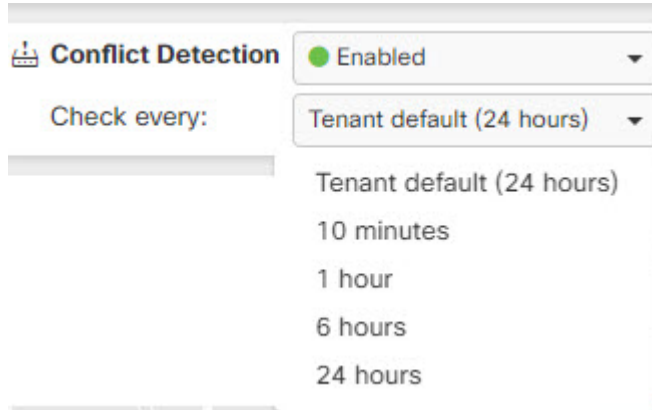 Conflict Detection Enabled
Check every: Tenant default (24 hours)
Tenant default (24 hours)
10 minutes
1 hour
6 hours
24 hours